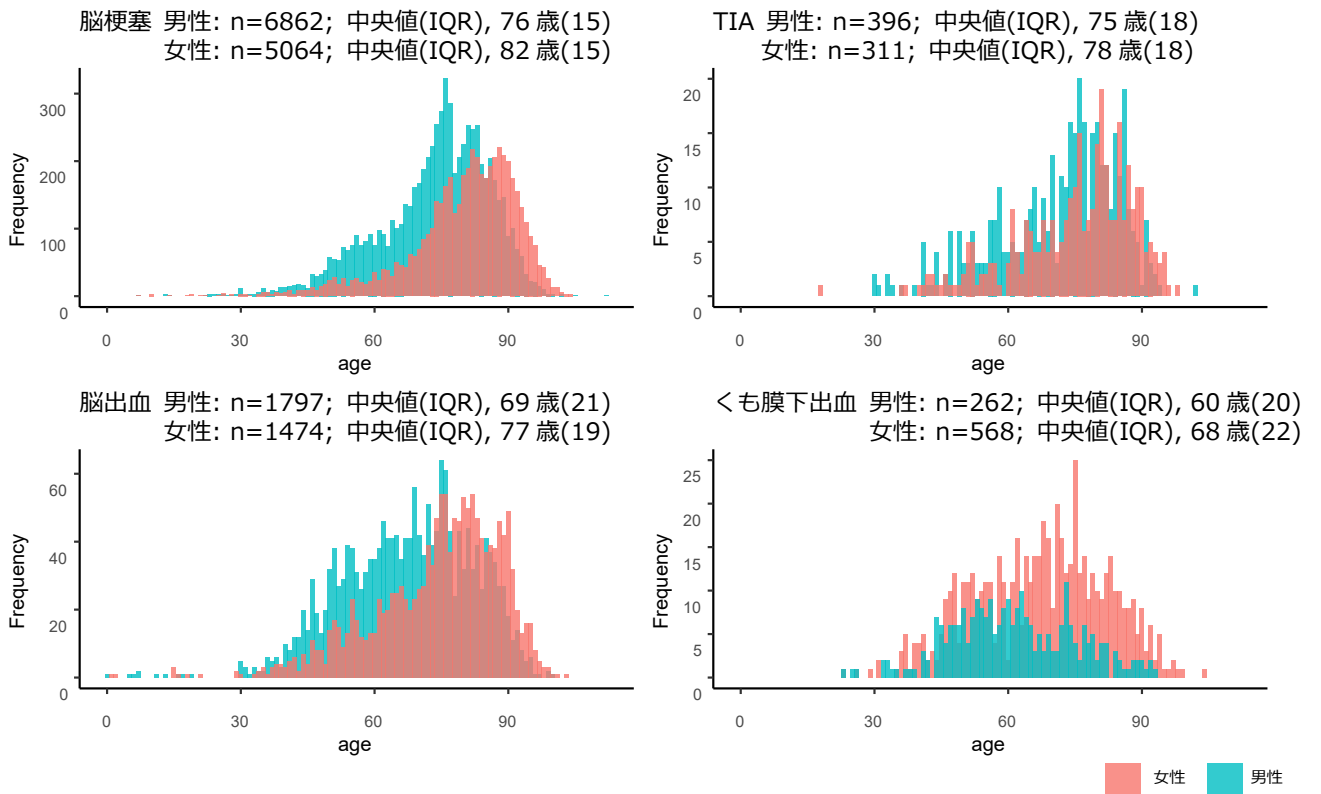 脳梗塞 男性: n=6862; 中央値(IQR), 76 歳(15)
女性: n=5064; 中央値(IQR), 82 歳(15)
300
200
100
0
Frequency
0 30 60 90
age
TIA 男性: n=396; 中央値(IQR), 75 歳(18)
女性: n=311; 中央値(IQR), 78 歳(18)
20
15
10
5
0
Frequency
0 30 60 90
age
脳出血 男性: n=1797; 中央値(IQR), 69 歳(21)
女性: n=1474; 中央値(IQR), 77 歳(19)
60
40
20
0
Frequency
0 30 60 90
age
くも膜下出血 男性: n=262; 中央値(IQR), 60 歳(20)
女性: n=568; 中央値(IQR), 68 歳(22)
25
20
15
10
5
0
Frequency
0 30 60 90
age
女性 男性